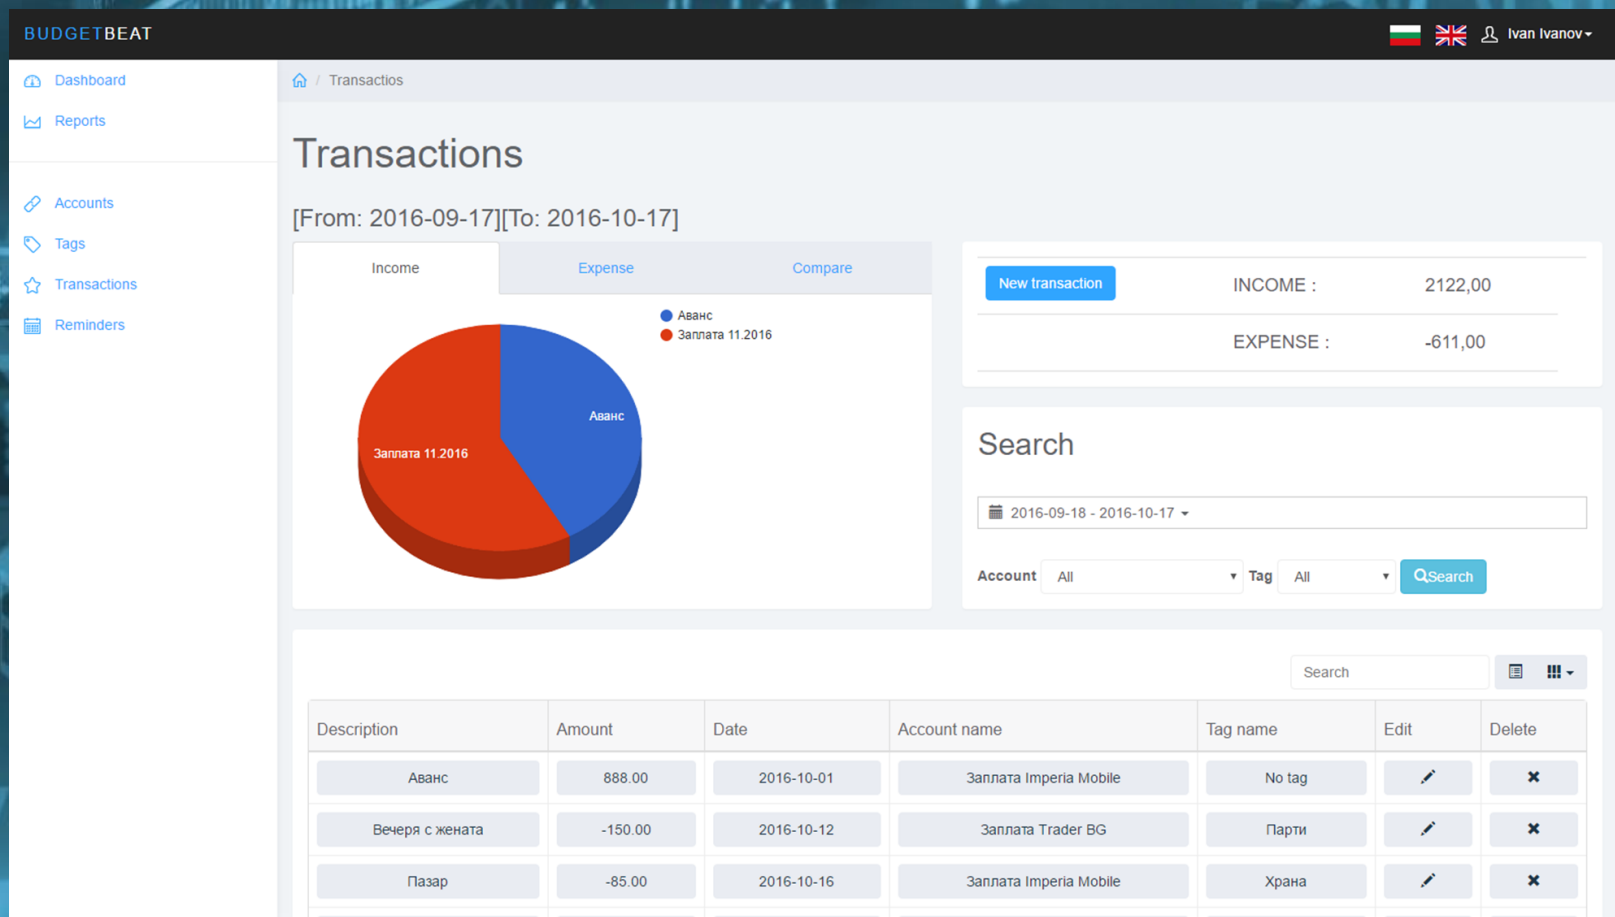 BUDGETBEAT
Ivan Ivanov
Dashboard
Reports
Accounts
Tags
Transactions
Reminders
/ Transactios
Transactions
[From: 2016-09-17][To: 2016-10-17]
Income Expense Compare
Аванс
Заплата 11.2016
Аванс
Заплата 11.2016
New transaction INCOME : 2122,00
EXPENSE : -611,00
Search
2016-09-18 - 2016-10-17
Account All Tag All Search
Search
Description Amount Date Account name Tag name Edit Delete
Аванс 888.00 2016-10-01 Заплата Imperia Mobile No tag
Вечеря с жената -150.00 2016-10-12 Заплата Trader BG Парти
Пазар -85.00 2016-10-16 Заплата Imperia Mobile Храна